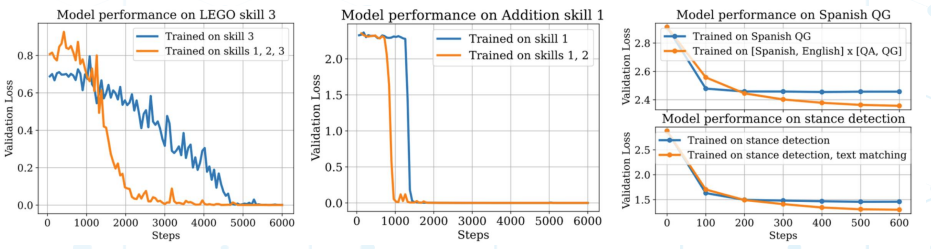 Model performance on LEGO skill 3
Trained on skill 3
Trained on skills 1, 2, 3
Validation Loss
0.8
0.6
0.4
0.2
0.0
0 1000 2000 3000 4000 5000 6000
Steps
Model performance on Addition skill 1
Trained on skill 1
Trained on skills 1, 2
Validation Loss
2.0
1.5
1.0
0.5
0.0
0 1000 2000 3000 4000 5000 6000
Steps
Model performance on Spanish QG
Trained on Spanish QG
Trained on [Spanish, English] x [QA, QG]
Validation Loss
2.8
2.6
2.4
Model performance on stance detection
Trained on stance detection
Trained on stance detection, text matching
Validation Loss
2.5
1.5
0 100 200 300 400 500 600
Steps